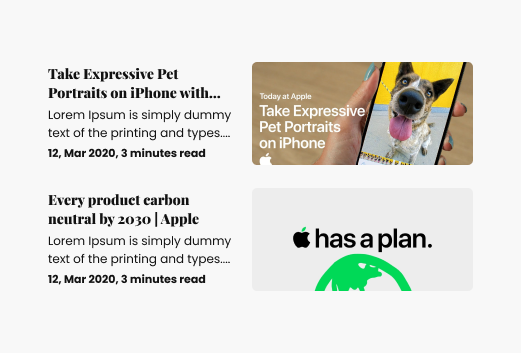 Take Expressive Pet
Portraits on iPhone with...
Lorem Ipsum is simply dummy
text of the printing and types....
12, Mar 2020, 3 minutes read
Today at Apple
Take Expressive
Pet Portraits
on iPhone
Every product carbon
neutral by 2030 | Apple
Lorem Ipsum is simply dummy
text of the printing and types....
12, Mar 2020, 3 minutes read
has a plan.